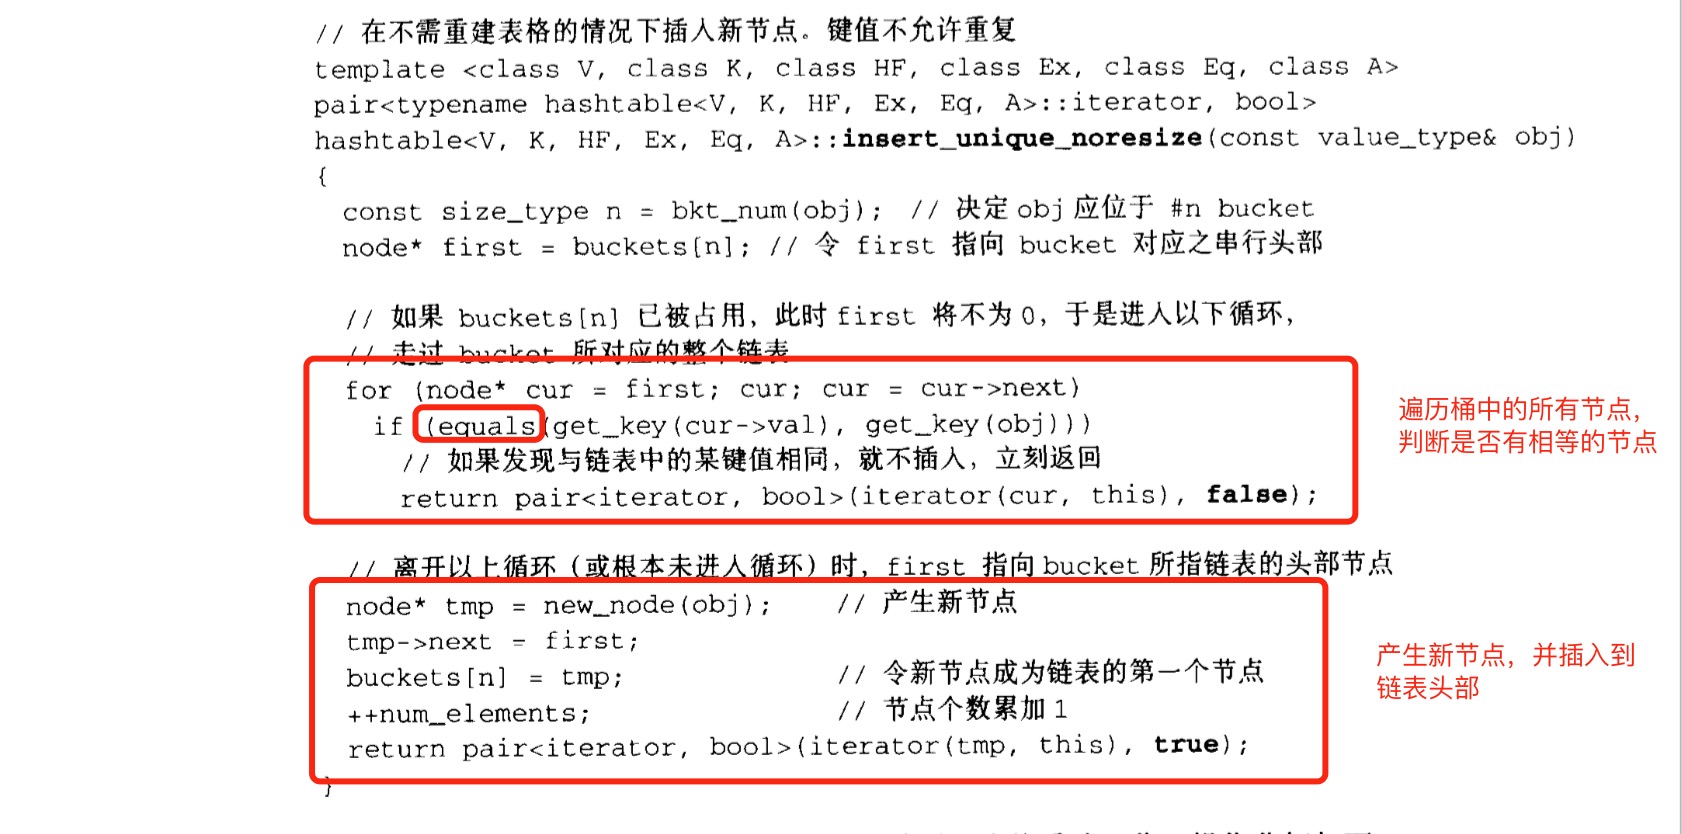 // 在不需重建表格的情况下插入新节点。键值不允许重复
template <class V, class K, class HF, class Ex, class Eq, class A>
pair<typename hashtable<V, K, HF, Ex, Eq, A>::iterator, bool>
hashtable<V, K, HF, Ex, Eq, A>::insert_unique_noresize(const value_type& obj)
{
const size_type n = bkt_num(obj); // 决定 obj 应位于 #n bucket
node* first = buckets[n]; // 令 first 指向 bucket 对应之串行头部
// 如果 buckets[n] 已被占用，此时 first 将不为 0，于是进入以下循环，
// 走过 bucket 所对应的整个链表
for (node* cur = first; cur; cur = cur->next)
if (equals(get_key(cur->val), get_key(obj)))
// 如果发现与链表中的某键值相同，就不插入，立刻返回
return pair<iterator, bool>(iterator(cur, this), false);
遍历桶中的所有节点，
判断是否有相等的节点
// 离开以上循环（或根本未进入循环）时，first 指向 bucket 所指链表的头部节点
node* tmp = new_node(obj); // 产生新节点
tmp->next = first;
buckets[n] = tmp; // 令新节点成为链表的第一个节点
++num_elements; // 节点个数累加 1
return pair<iterator, bool>(iterator(tmp, this), true);
产生新节点，并插入到
链表头部
}